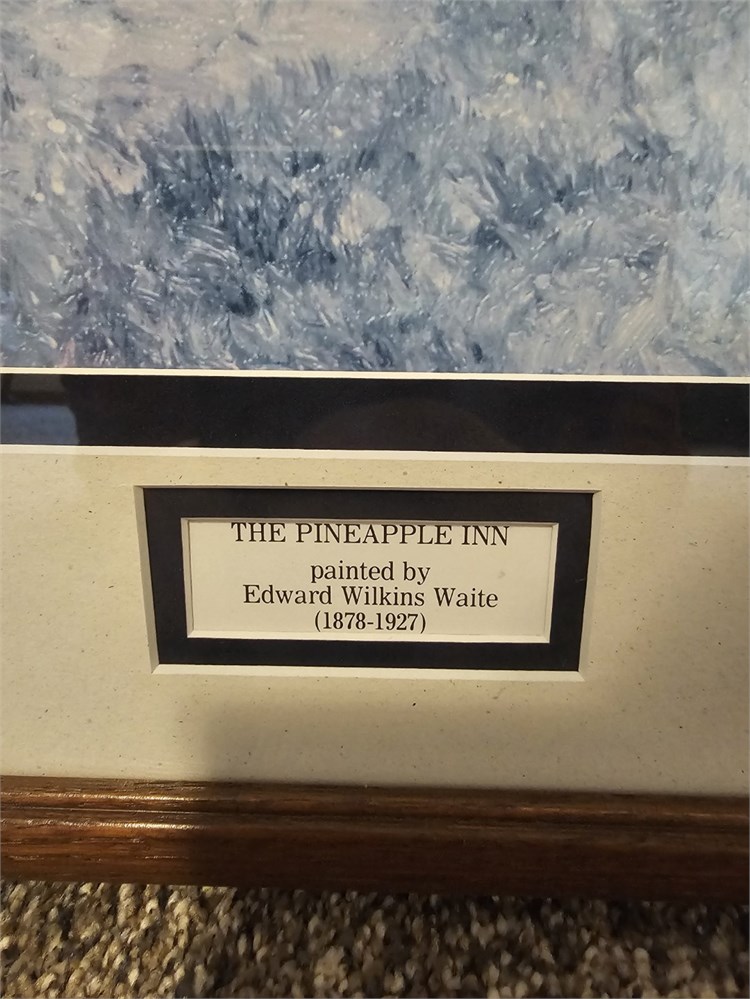 THE PINEAPPLE INN
painted by
Edward Wilkins Waite
(1878-1927)